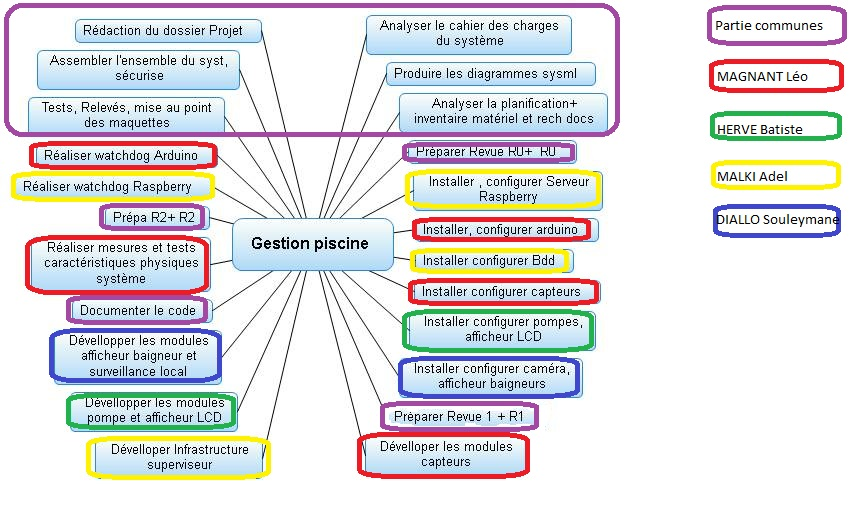 Rédaction du dossier Projet
Assembler l'ensemble du syst,
sécurise
Tests, Relevés, mise au point
des maquettes
Réaliser watchdog Arduino
Réaliser watchdog Raspberry
Prépa R2+ R2
Réaliser mesures et tests
caractéristiques physiques
système
Documenter le code
Dévellopper les modules
afficheur baigneur et
surveillance local
Dévellopper les modules
pompe et afficheur LCD
Dévelloper Infrastructure
superviseur
Gestion piscine
Analyser le cahier des charges
du système
Produire les diagrammes sysml
Analyser la planification+
inventaire matériel et rech docs
Préparer Revue R0+ R0
Installer , configurer Serveur
Raspberry
Installer, configurer arduino
Installer configurer Bdd
Installer configurer capteurs
Installer configurer pompes,
afficheur LCD
Installer configurer caméra,
afficheur baigneurs
Préparer Revue 1 + R1
Dévelloper les modules
capteurs
Partie communes
MAGNANT Léo
HERVE Batiste
MALKI Adel
DIALLO Souleymane